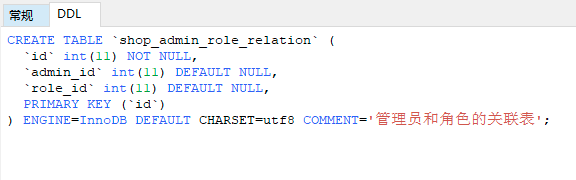 常规 DDL
CREATE TABLE `shop_admin_role_relation` (
  `id` int(11) NOT NULL,
  `admin_id` int(11) DEFAULT NULL,
  `role_id` int(11) DEFAULT NULL,
  PRIMARY KEY (`id`)
) ENGINE=InnoDB DEFAULT CHARSET=utf8 COMMENT='管理员和角色的关联表';